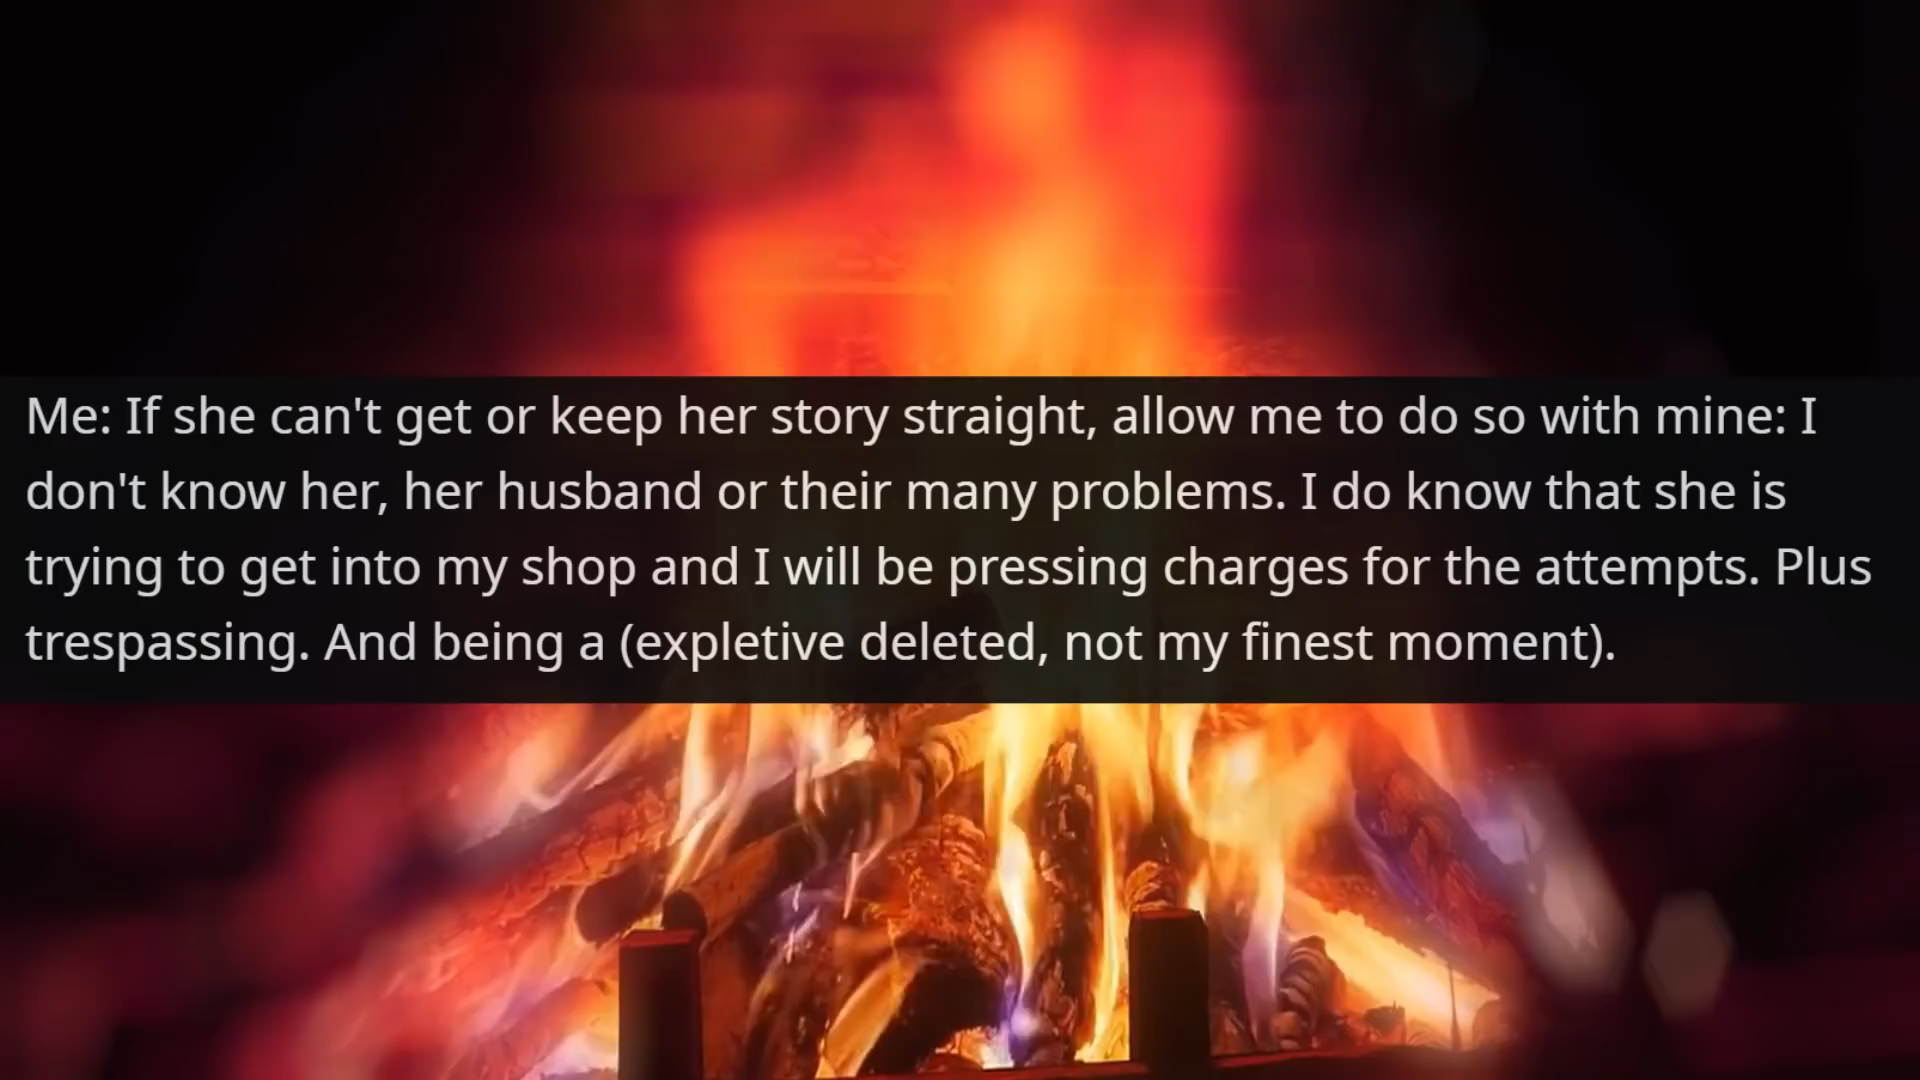 Me: If she can't get or keep her story straight, allow me to do so with mine: I
don't know her, her husband or their many problems. I do know that she is
trying to get into my shop and I will be pressing charges for the attempts. Plus
trespassing. And being a (expletive deleted, not my finest moment).